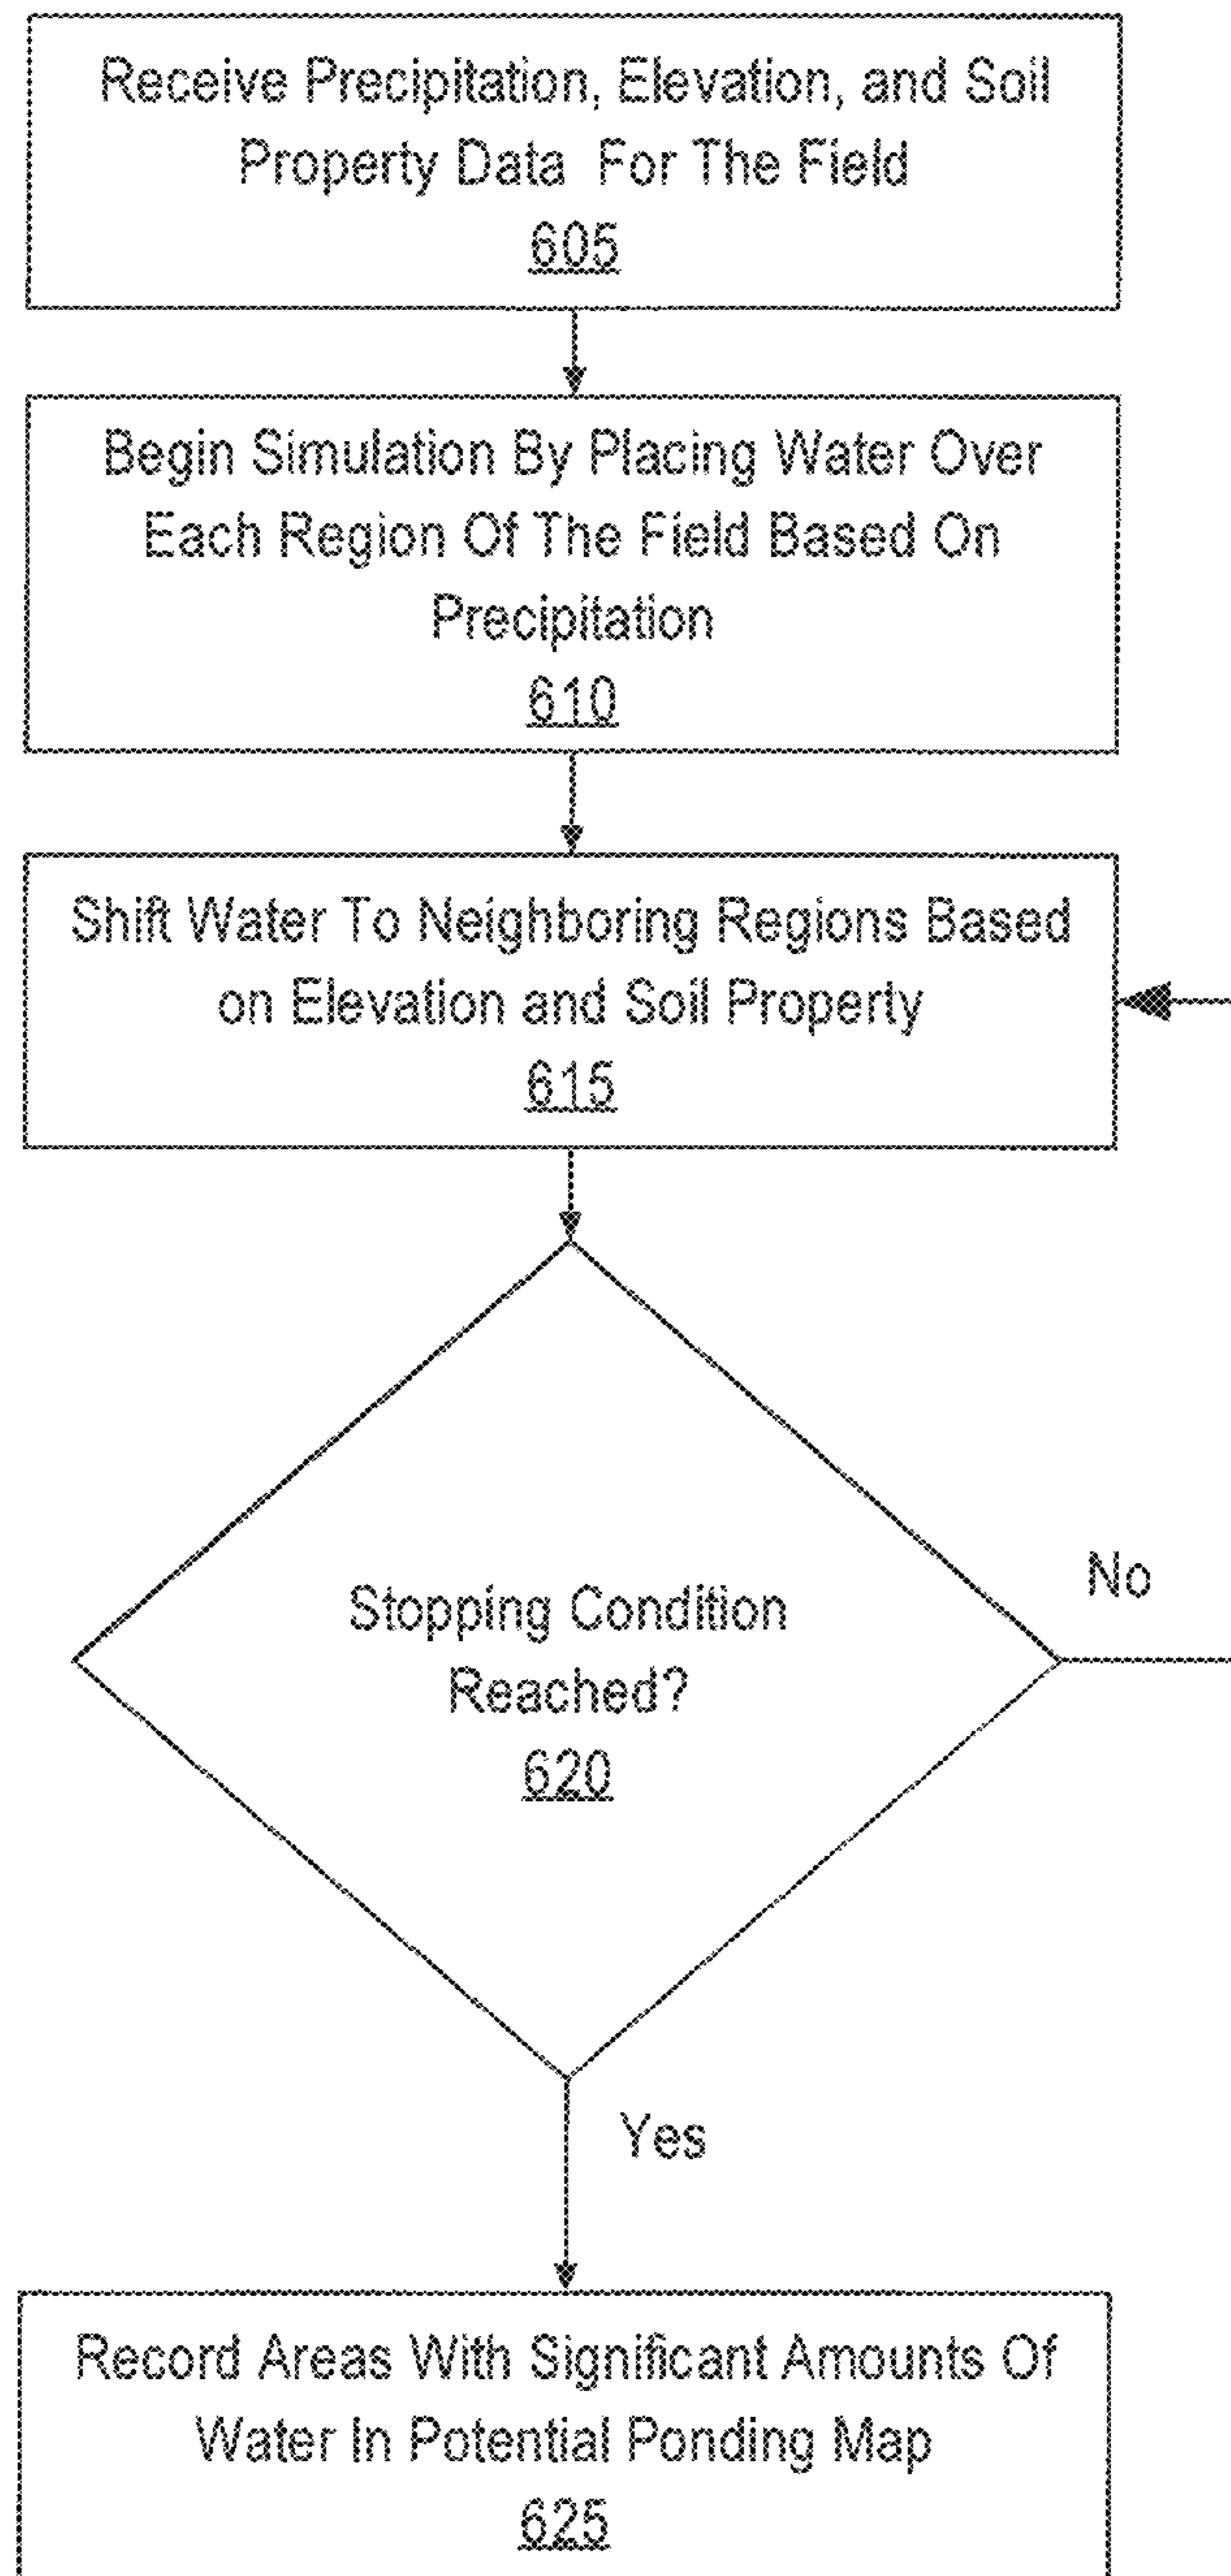 Receive Precipitation, Elevation, and Soil
Property Data For The Field
605
Begin Simulation By Placing Water Over
Each Region Of The Field Based On
Precipitation
610
Shift Water To Neighboring Regions Based
on Elevation and Soil Property
615
Stopping Condition
Reached?
620
No
Yes
Record Areas With Significant Amounts Of
Water In Potential Ponding Map
625